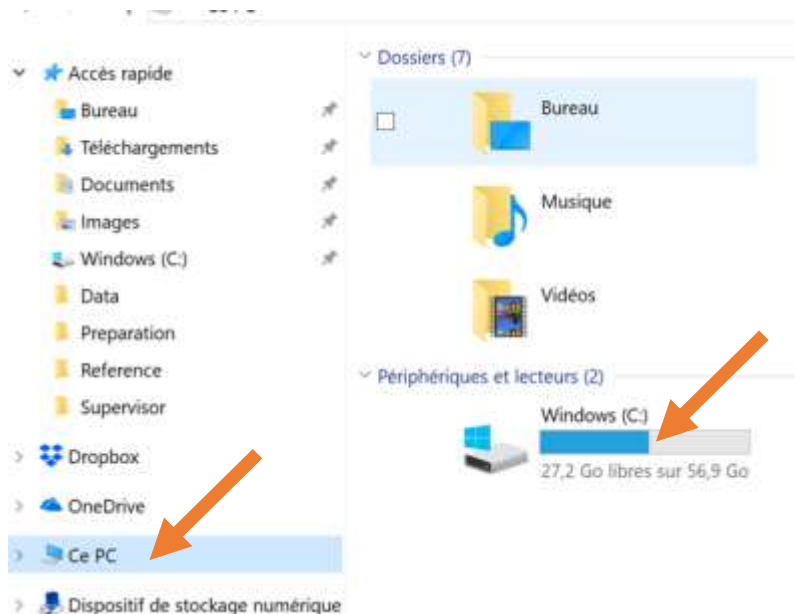 Accès rapide
Bureau
Téléchargements
Documents
Images
Windows (C:)
Data
Preparation
Reference
Supervisor
Dropbox
OneDrive
Ce PC
Dispositif de stockage numérique
Dossiers (7)
Bureau
Musique
Vidéos
Périphériques et lecteurs (2)
Windows (C:)
27,2 Go libres sur 56,9 Go